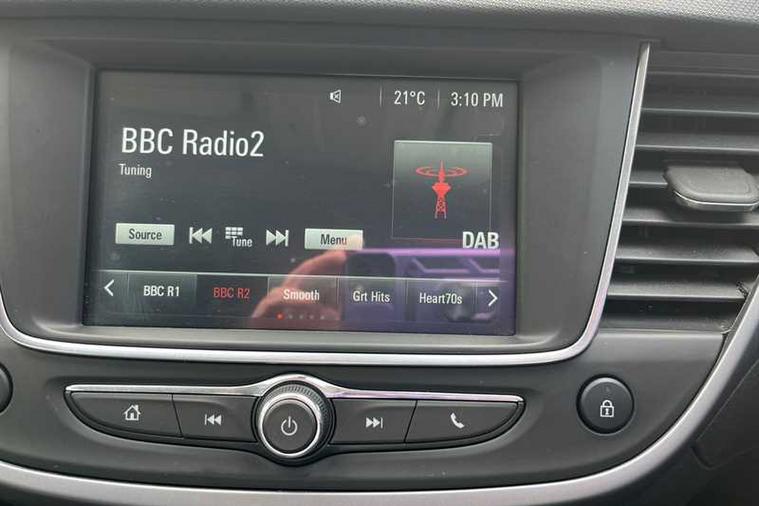 21°C 3:10 PM
BBC Radio2
Tuning
Source Tune Menu
DAB
BBC R1 BBC R2 Smooth Grt Hits Heart70s